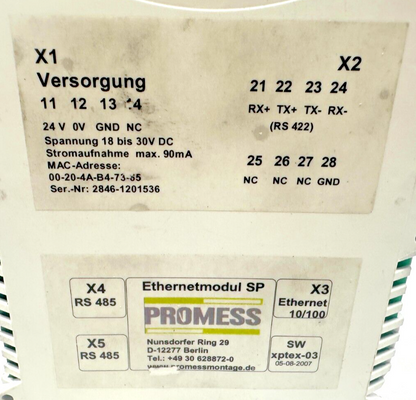 X1
Versorgung
11 12 13 14
24 V 0V GND NC
Spannung 18 bis 30V DC
Stromaufnahme max. 90mA
MAC-Adresse:
00-20-4A-B4-73-85
Ser.-Nr: 2846-1201536
X2
21 22 23 24
RX+ TX+ TX- RX-
(RS 422)
25 26 27 28
NC NC NC GND
X4
RS 485
X5
RS 485
Ethernetmodul SP
PROMESS
Nunsdorfer Ring 29
D-12277 Berlin
Tel.: +49 30 628872-0
www.promessmontage.de
X3
Ethernet
10/100
SW
xptex-03
05-08-2007